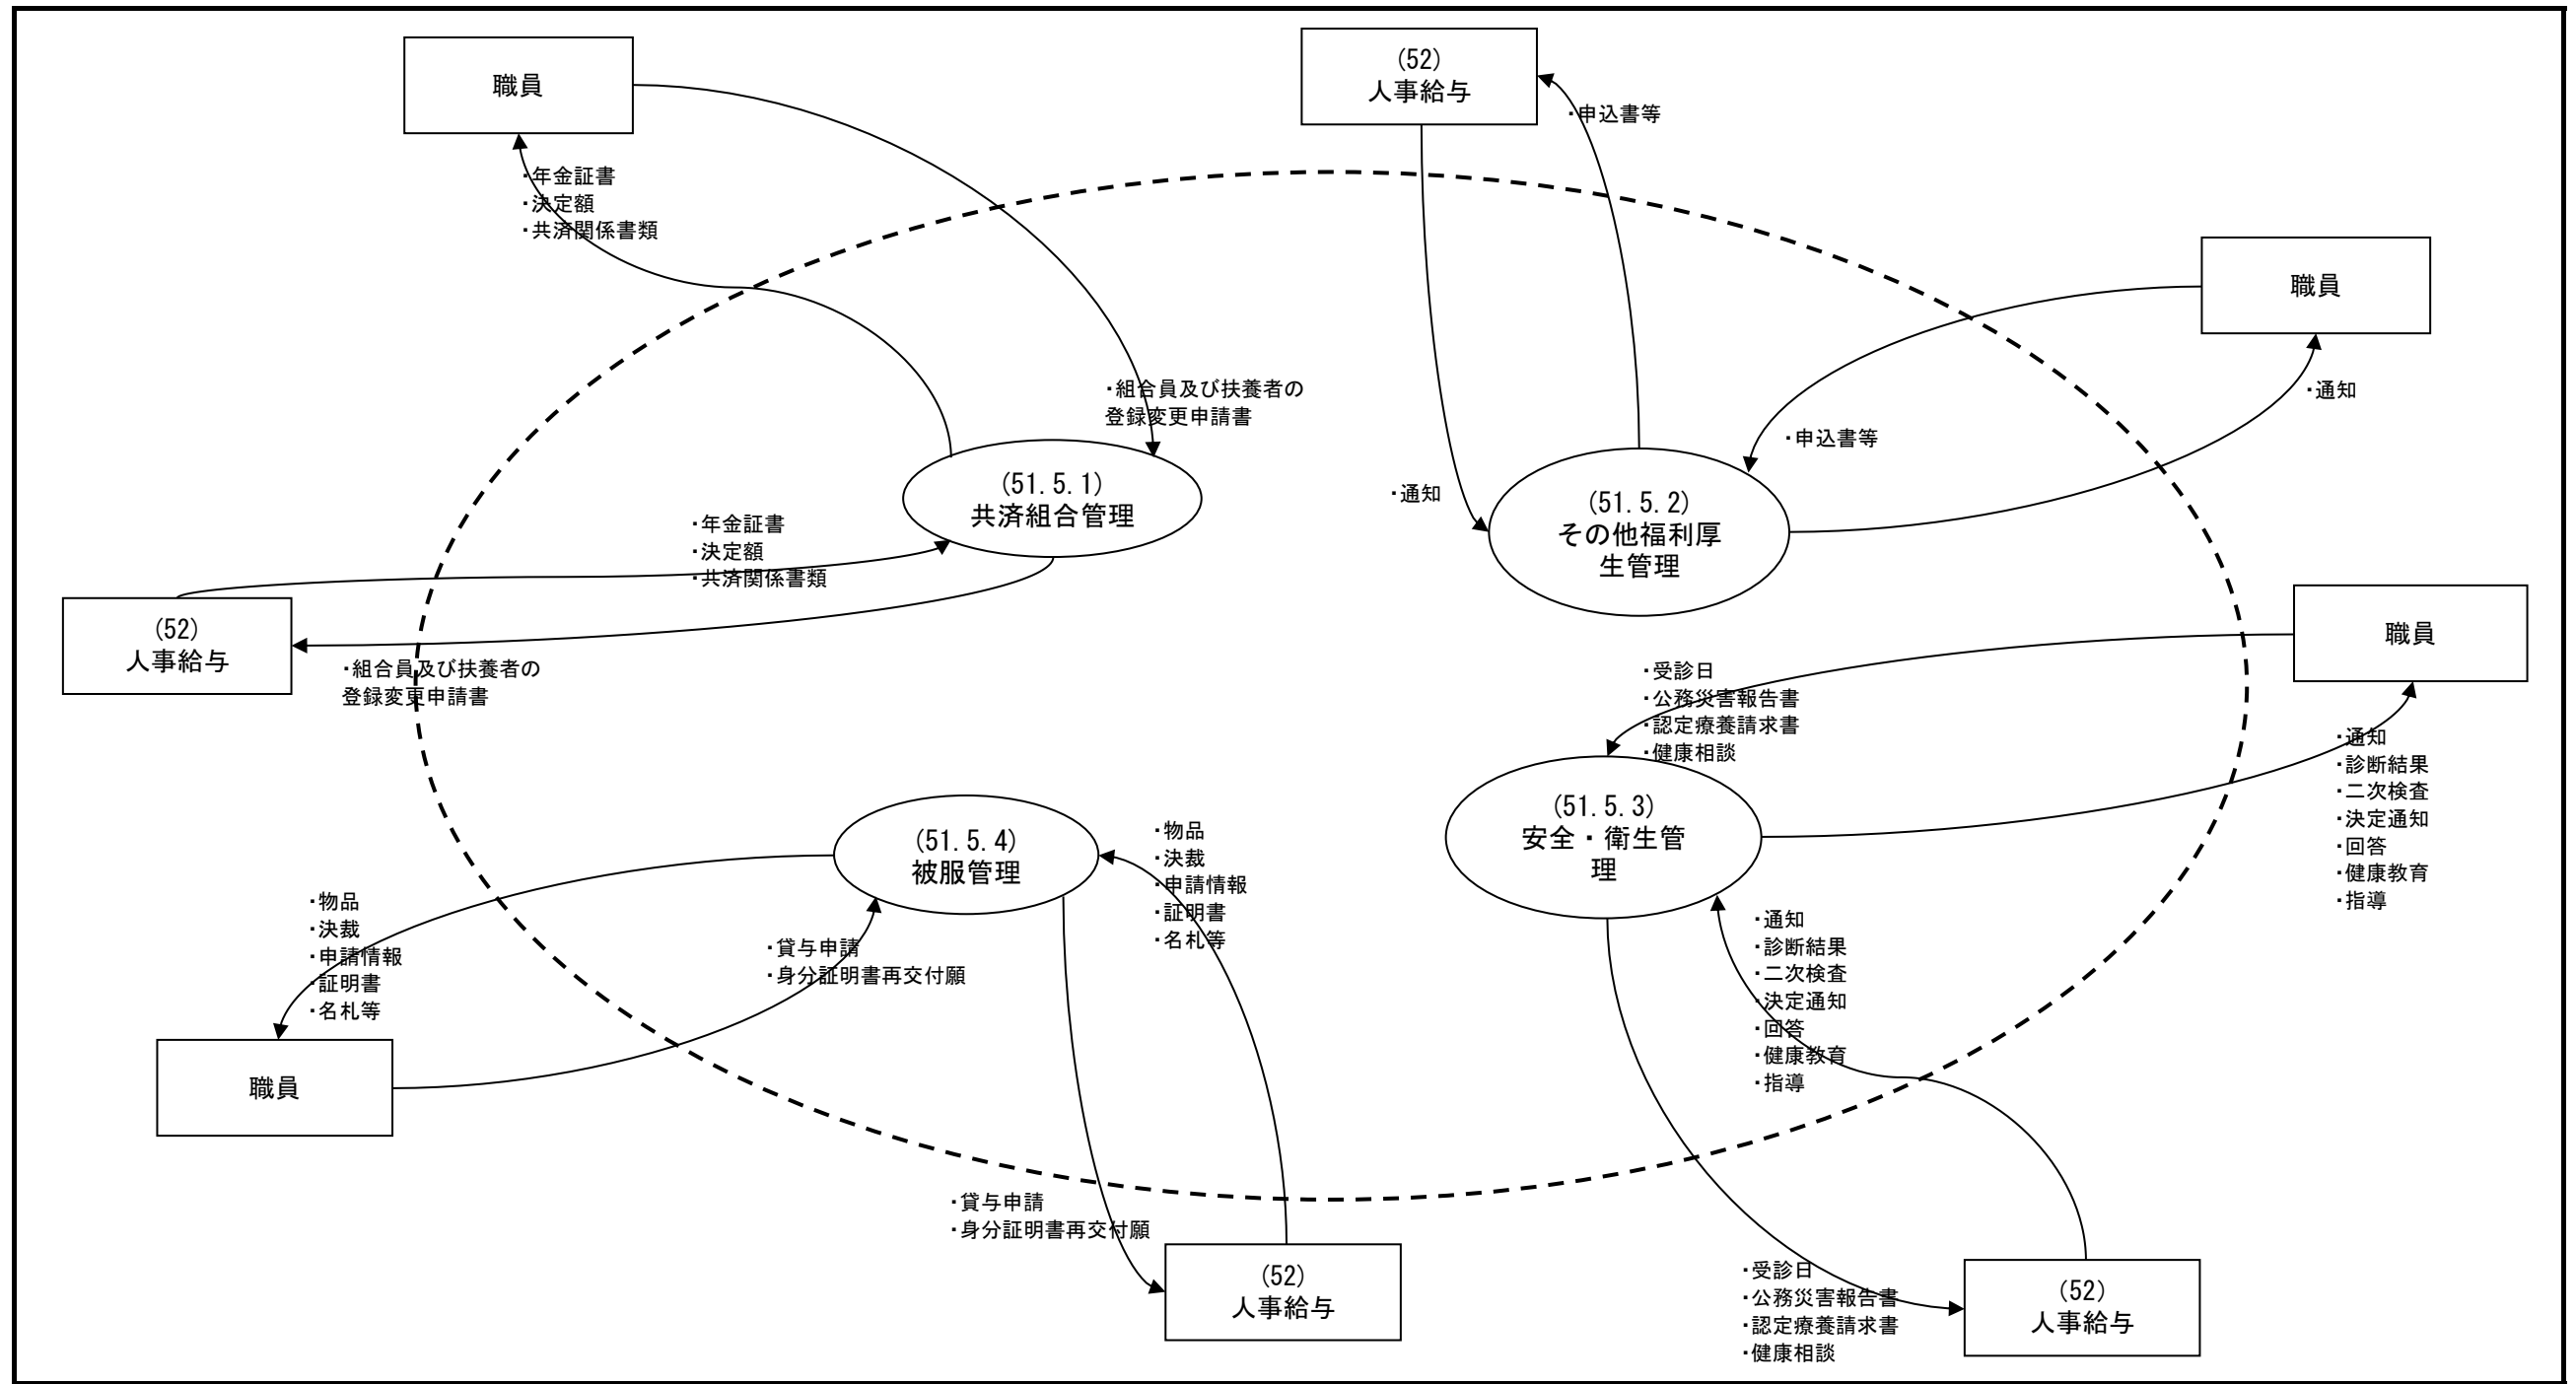 職員
(52)
人事給与
・申込書等
・年金証書
・決定額
・共済関係書類
職員
・組合員及び扶養者の
登録変更申請書
・通知
・申込書等
(51.5.1)
共済組合管理
・通知
(51.5.2)
その他福利厚
生管理
・年金証書
・決定額
・共済関係書類
(52)
人事給与
・組合員及び扶養者の
登録変更申請書
職員
・受診日
・公務災害報告書
・認定療養請求書
・健康相談
・通知
・診断結果
・二次検査
・決定通知
・回答
・健康教育
・指導
(51.5.3)
安全・衛生管
理
(51.5.4)
被服管理
・物品
・決裁
・申請情報
・証明書
・名札等
・物品
・決裁
・申請情報
・証明書
・名札等
・貸与申請
・身分証明書再交付願
・通知
・診断結果
・二次検査
・決定通知
・回答
・健康教育
・指導
職員
・貸与申請
・身分証明書再交付願
(52)
人事給与
・受診日
・公務災害報告書
・認定療養請求書
・健康相談
(52)
人事給与